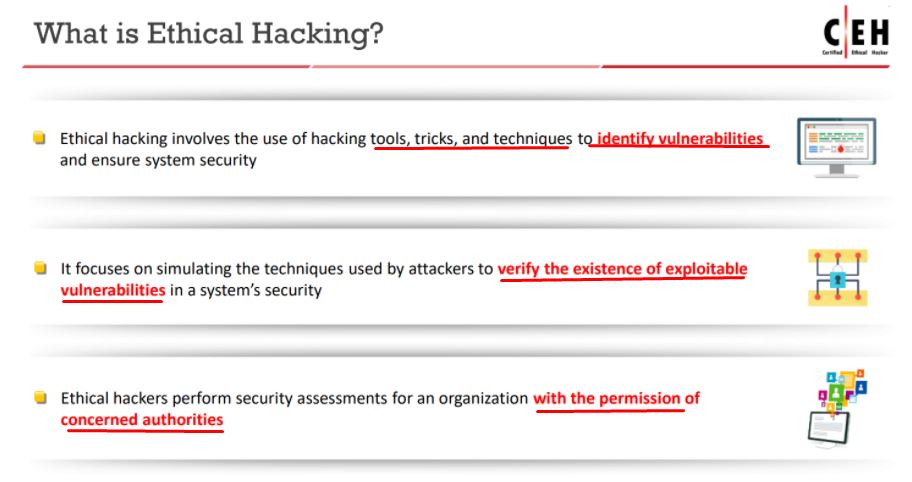 What is Ethical Hacking?
CEH
Certified Ethical Hacker
Ethical hacking involves the use of hacking tools, tricks, and techniques to identify vulnerabilities
and ensure system security
It focuses on simulating the techniques used by attackers to verify the existence of exploitable
vulnerabilities in a system’s security
Ethical hackers perform security assessments for an organization with the permission of
concerned authorities